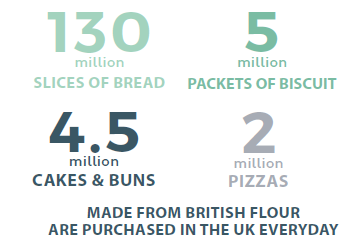 130
million
SLICES OF BREAD
5
million
PACKETS OF BISCUIT
4.5
million
CAKES & BUNS
2
million
PIZZAS
MADE FROM BRITISH FLOUR
ARE PURCHASED IN THE UK EVERYDAY